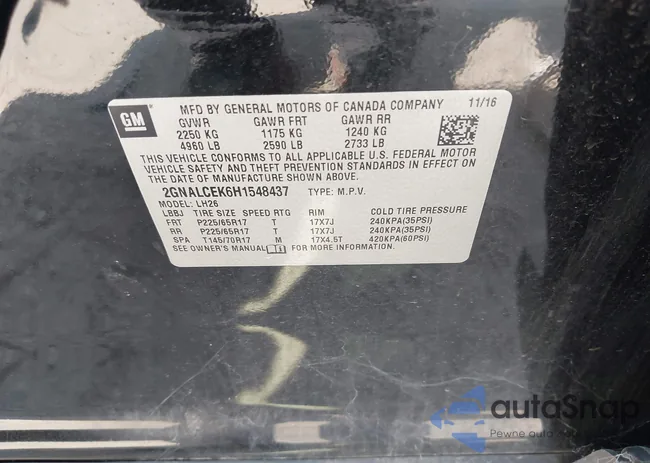 GM
MFD BY GENERAL MOTORS OF CANADA COMPANY 11/16
GVWR GAWR FRT GAWR RR
2250 KG 1175 KG 1240 KG
4960 LB 2590 LB 2733 LB
THIS VEHICLE CONFORMS TO ALL APPLICABLE U.S. FEDERAL MOTOR
VEHICLE SAFETY AND THEFT PREVENTION STANDARDS IN EFFECT ON
THE DATE OF MANUFACTURE SHOWN ABOVE.
2GNALCEK6H1548437 TYPE: M.P.V.
MODEL: LH26
LBBJ TIRE SIZE SPEED RTG RIM COLD TIRE PRESSURE
FRT P225/65R17 T 17X7J 240KPA(35PSI)
RR P225/65R17 T 17X7J 240KPA(35PSI)
SPA T145/70R17 M 17X4.5T 420KPA(60PSI)
SEE OWNER'S MANUAL FOR MORE INFORMATION.
autaSnap
Pewne auto